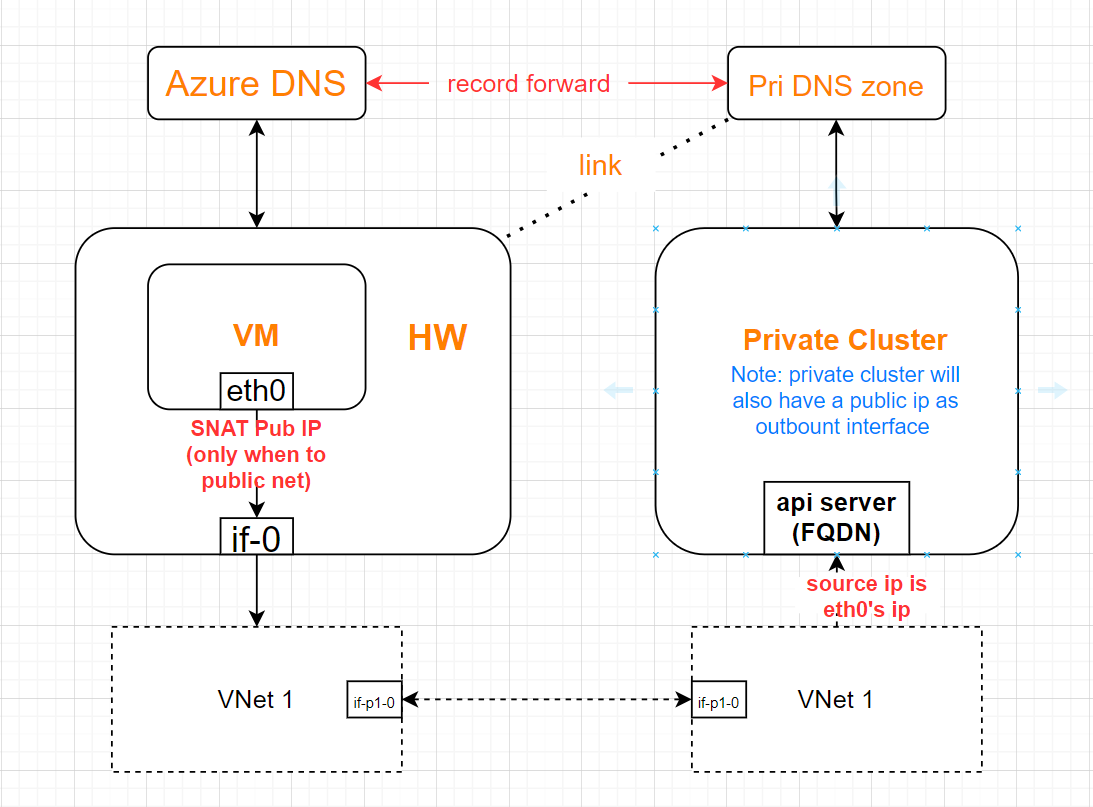 Azure DNS
record forward
Pri DNS zone
link
VM
HW
eth0
SNAT Pub IP
(only when to
public net)
if-0
Private Cluster
Note: private cluster will
also have a public ip as
outbount interface
api server
(FQDN)
source ip is
eth0's ip
VNet 1
if-p1-0
if-p1-0
VNet 1